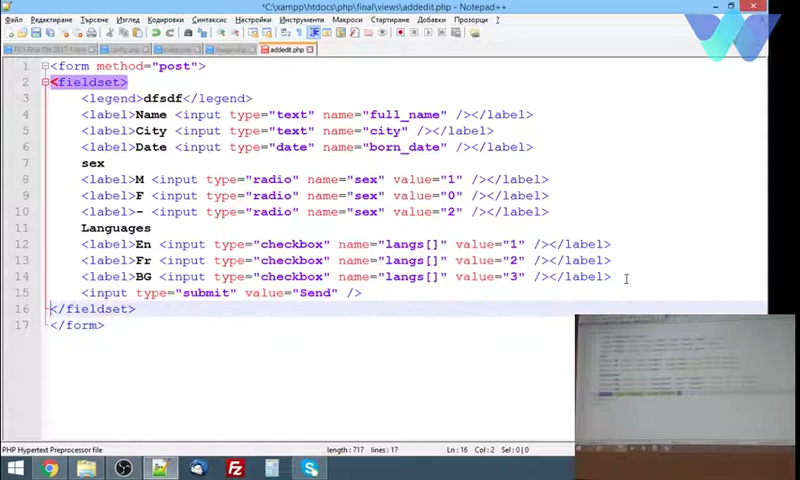 *C:\xampp\htdocs\php\final\views\addedit.php - Notepad++
Файл Редактиране Търсене Изглед Кодировки Синтаксис Настройки Инструменти Макроси Стартиране Добавки Прозорци ?
addedit.php
1 <form method="post">
2 <fieldset>
3 <legend>dfsdf</legend>
4 <label>Name <input type="text" name="full_name" /></label>
5 <label>City <input type="text" name="city" /></label>
6 <label>Date <input type="date" name="born_date" /></label>
7 sex
8 <label>M <input type="radio" name="sex" value="1" /></label>
9 <label>F <input type="radio" name="sex" value="0" /></label>
10 <label>- <input type="radio" name="sex" value="2" /></label>
11 Languages
12 <label>En <input type="checkbox" name="langs[]" value="1" /></label>
13 <label>Fr <input type="checkbox" name="langs[]" value="2" /></label>
14 <label>BG <input type="checkbox" name="langs[]" value="3" /></label>
15 <input type="submit" value="Send" />
16 </fieldset>
17 </form>
PHP Hypertext Preprocessor file length : 717 lines : 17 Ln : 16 Col : 2 Sel : 0 | 0